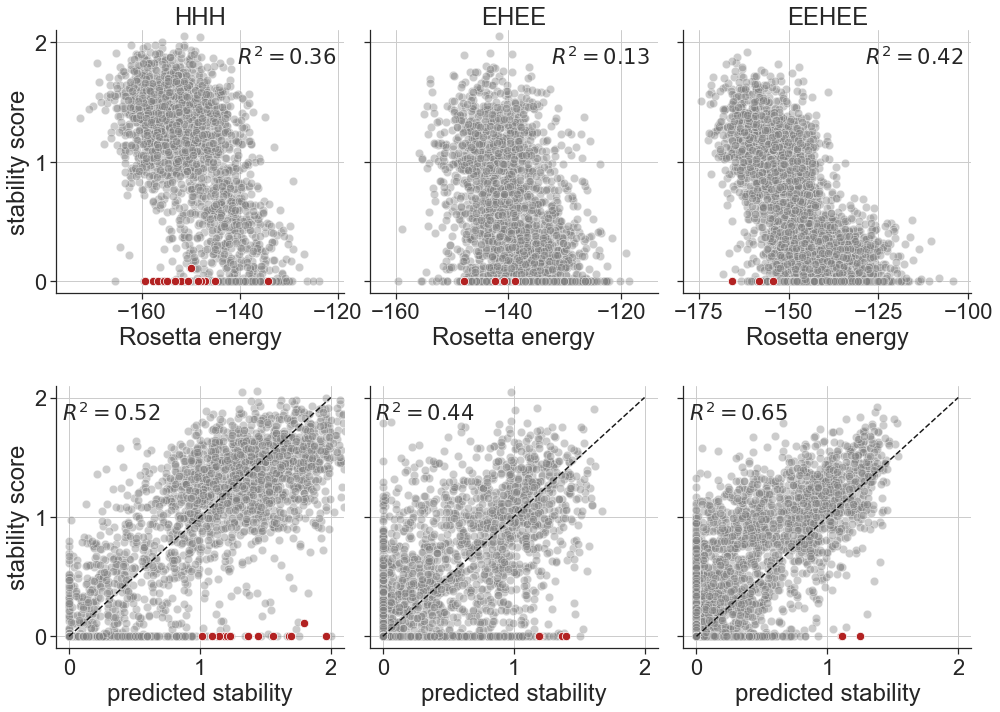 HHH
EHEE
EEHEE
R² = 0.36
R² = 0.13
R² = 0.42
stability score
2
1
0
−160 −140 −120
−160 −140 −120
−175 −150 −125 −100
Rosetta energy
Rosetta energy
Rosetta energy
R² = 0.52
R² = 0.44
R² = 0.65
stability score
2
1
0
0 1 2
0 1 2
0 1 2
predicted stability
predicted stability
predicted stability